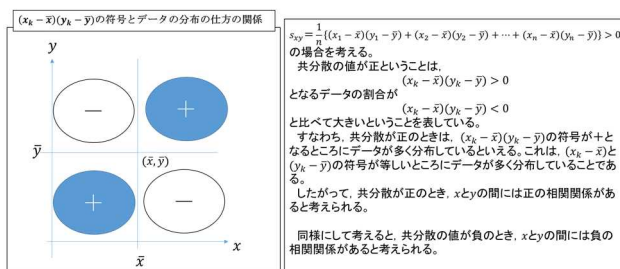 (x_k − x̄)(y_k − ȳ)の符号とデータの分布の仕方の関係
y
−
+
ȳ
(x̄, ȳ)
+
−
x̄
x
s_xy = 1/n {(x_1 − x̄)(y_1 − ȳ) + (x_2 − x̄)(y_2 − ȳ) + ⋯ + (x_n − x̄)(y_n − ȳ)} > 0
の場合を考える。
共分散の値が正ということは,
(x_k − x̄)(y_k − ȳ) > 0
となるデータの割合が
(x_k − x̄)(y_k − ȳ) < 0
と比べて大きいということを表している。
すなわち, 共分散が正のときは, (x_k − x̄)(y_k − ȳ)の符号が+と
なるところにデータが多く分布しているといえる。これは, (x_k − x̄)と
(y_k − ȳ)の符号が等しいところにデータが多く分布していることであ
る。
したがって, 共分散が正のとき, xとyの間には正の相関関係があ
ると考えられる。
同様にして考えると, 共分散の値が負のとき, xとyの間には負の
相関関係があると考えられる。